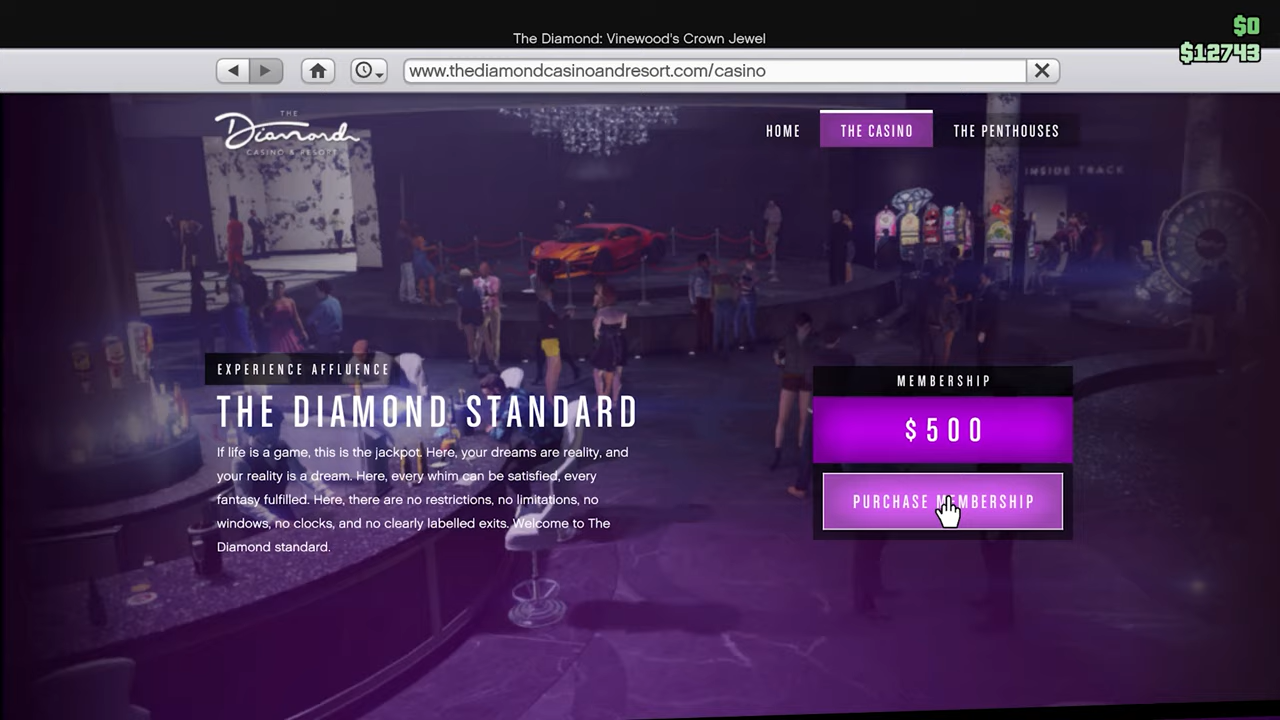 The Diamond: Vinewood's Crown Jewel
$0
$12743
www.thediamondcasinoandresort.com/casino
THE
Diamond
CASINO & RESORT
HOME
THE CASINO
THE PENTHOUSES
INSIDE TRACK
EXPERIENCE AFFLUENCE
THE DIAMOND STANDARD
If life is a game, this is the jackpot. Here, your dreams are reality, and
your reality is a dream. Here, every whim can be satisfied, every
fantasy fulfilled. Here, there are no restrictions, no limitations, no
windows, no clocks, and no clearly labelled exits. Welcome to The
Diamond standard.
MEMBERSHIP
$500
PURCHASE MEMBERSHIP